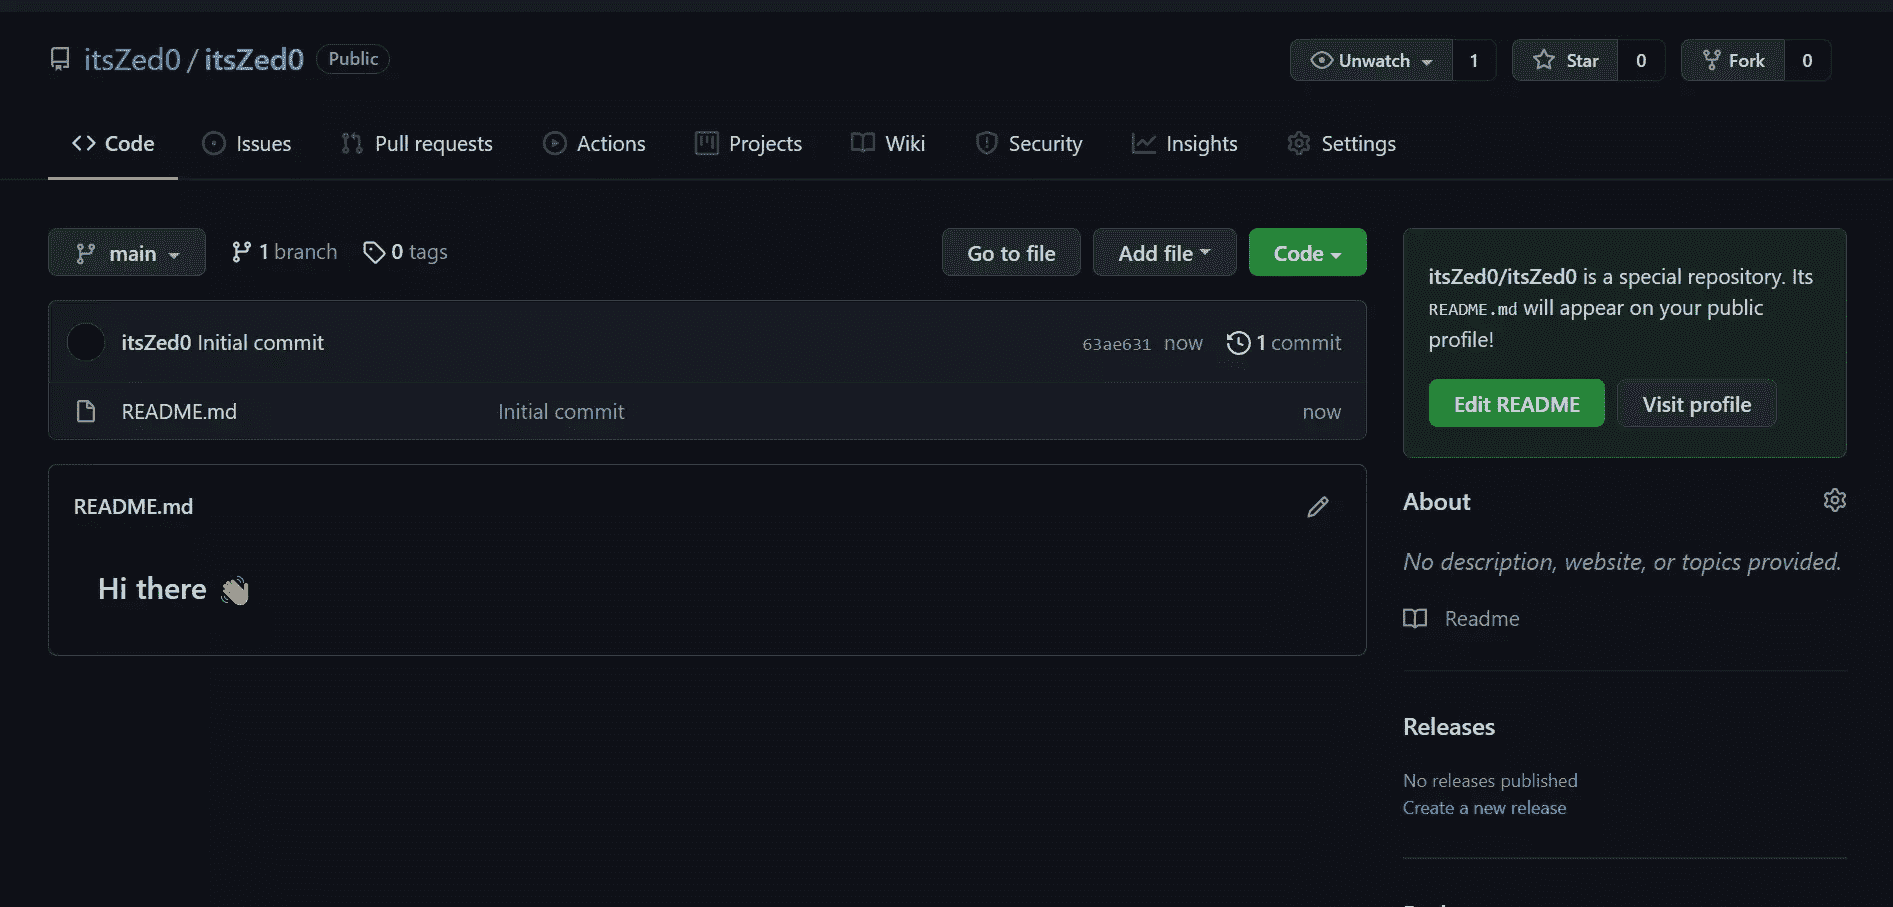 itsZed0 / itsZed0 Public
Unwatch 1 Star 0 Fork 0
Code Issues Pull requests Actions Projects Wiki Security Insights Settings
main 1 branch 0 tags Go to file Add file Code
itsZed0 Initial commit 63ae631 now 1 commit
README.md Initial commit now
README.md
Hi there 👋
itsZed0/itsZed0 is a special repository. Its
README.md will appear on your public
profile!
Edit README Visit profile
About
No description, website, or topics provided.
Readme
Releases
No releases published
Create a new release